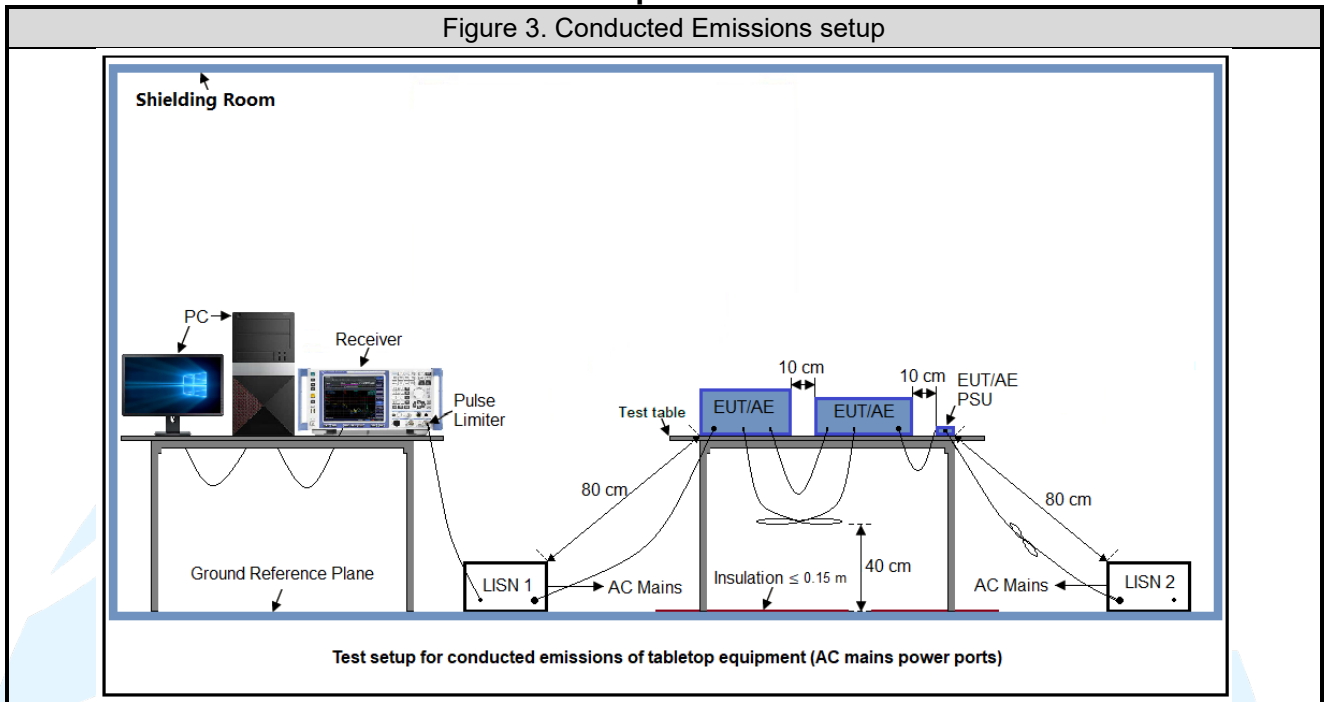 Figure 3. Conducted Emissions setup
Shielding Room
PC
Receiver
Pulse
Limiter
10 cm
10 cm
EUT/AE
PSU
Test table
EUT/AE
EUT/AE
80 cm
80 cm
40 cm
Ground Reference Plane
LISN 1
AC Mains
Insulation ≤ 0.15 m
AC Mains
LISN 2
Test setup for conducted emissions of tabletop equipment (AC mains power ports)